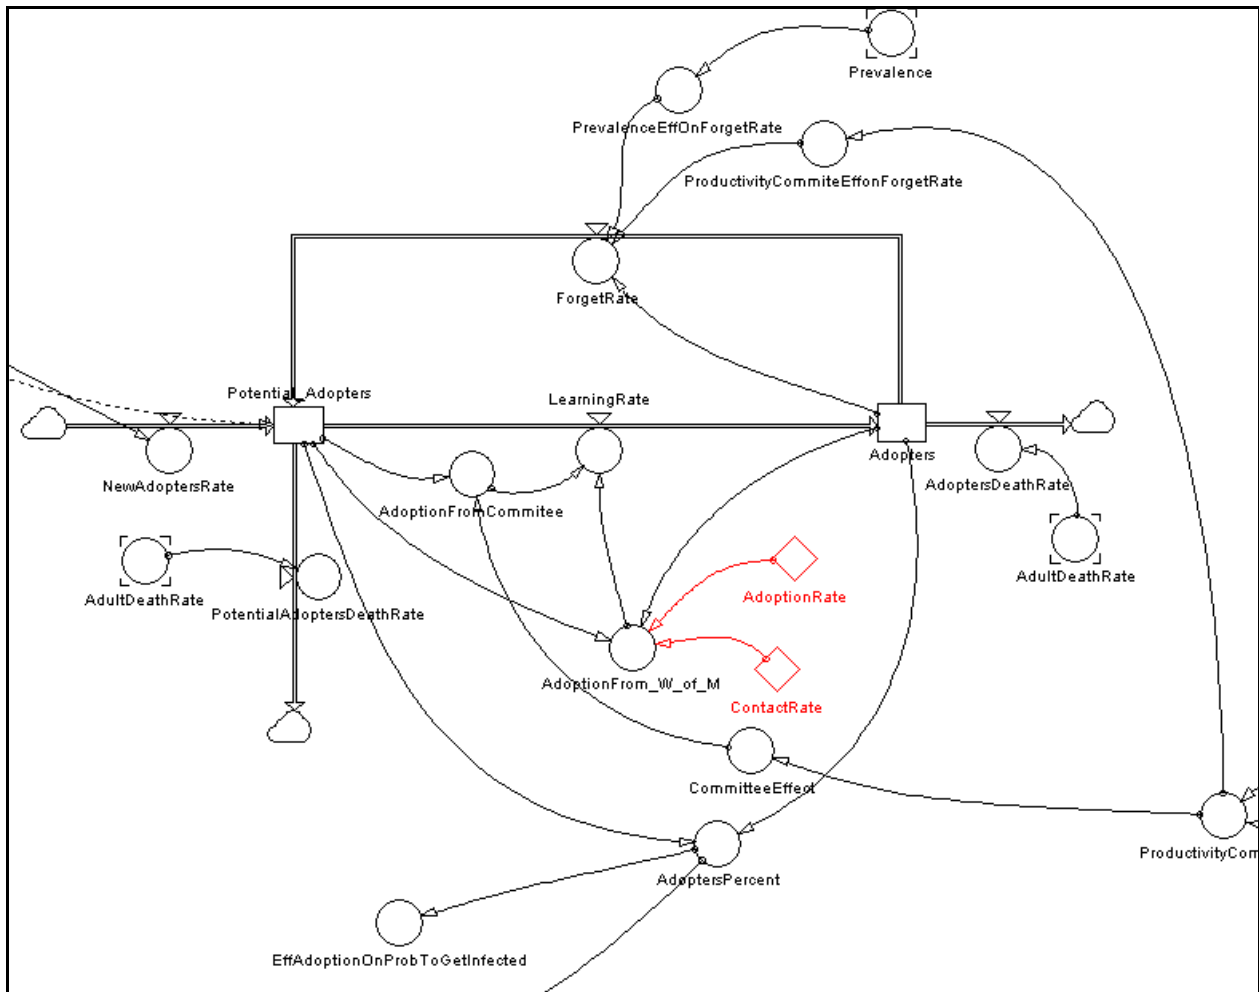 Prevalence
PrevalenceEffOnForgetRate
ProductivityCommiteEffonForgetRate
ForgetRate
Potential_Adopters
LearningRate
Adopters
NewAdoptersRate
AdoptionFromCommitee
AdoptersDeathRate
AdultDeathRate
PotentialAdoptersDeathRate
AdoptionRate
AdultDeathRate
AdoptionFrom_W_of_M
ContactRate
CommitteeEffect
ProductivityCom
AdoptersPercent
EffAdoptionOnProbToGetInfected